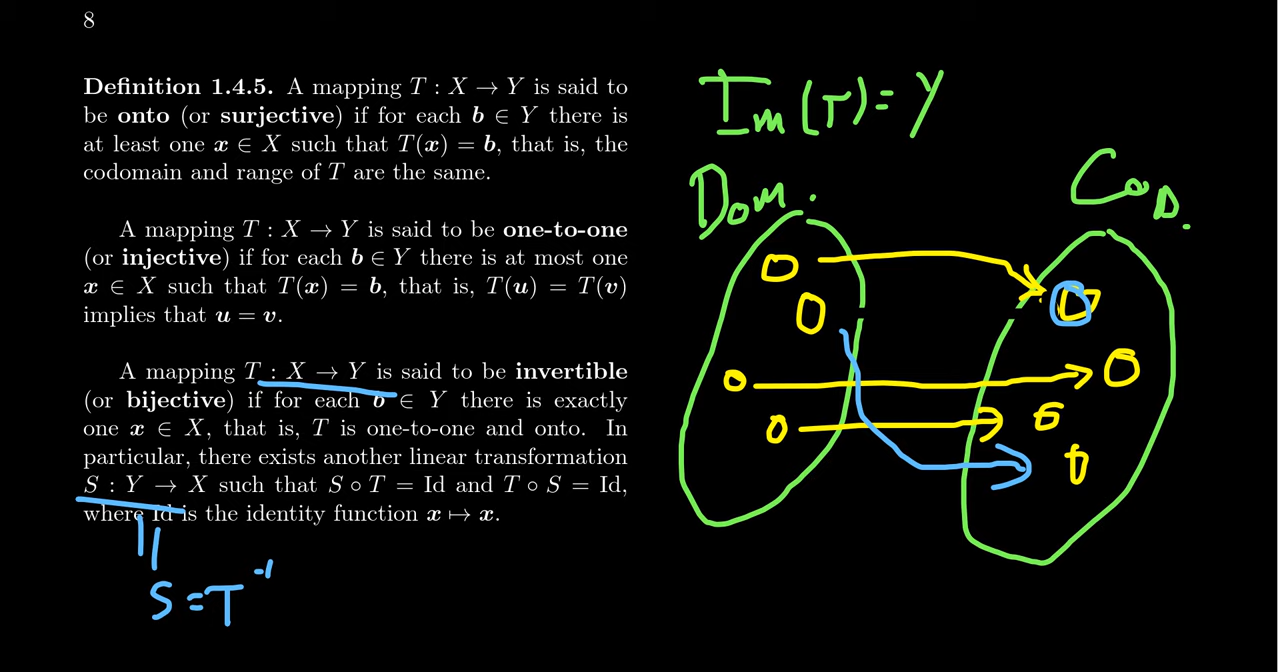 8
Definition 1.4.5. A mapping T : X → Y is said to
be onto (or surjective) if for each b ∈ Y there is
at least one x ∈ X such that T(x) = b, that is, the
codomain and range of T are the same.
A mapping T : X → Y is said to be one-to-one
(or injective) if for each b ∈ Y there is at most one
x ∈ X such that T(x) = b, that is, T(u) = T(v)
implies that u = v.
A mapping T : X → Y is said to be invertible
(or bijective) if for each b ∈ Y there is exactly
one x ∈ X, that is, T is one-to-one and onto. In
particular, there exists another linear transformation
S : Y → X such that S ∘ T = Id and T ∘ S = Id,
where Id is the identity function x ↦ x.
S = T⁻¹
Im(T) = Y
Dom.
CoD.